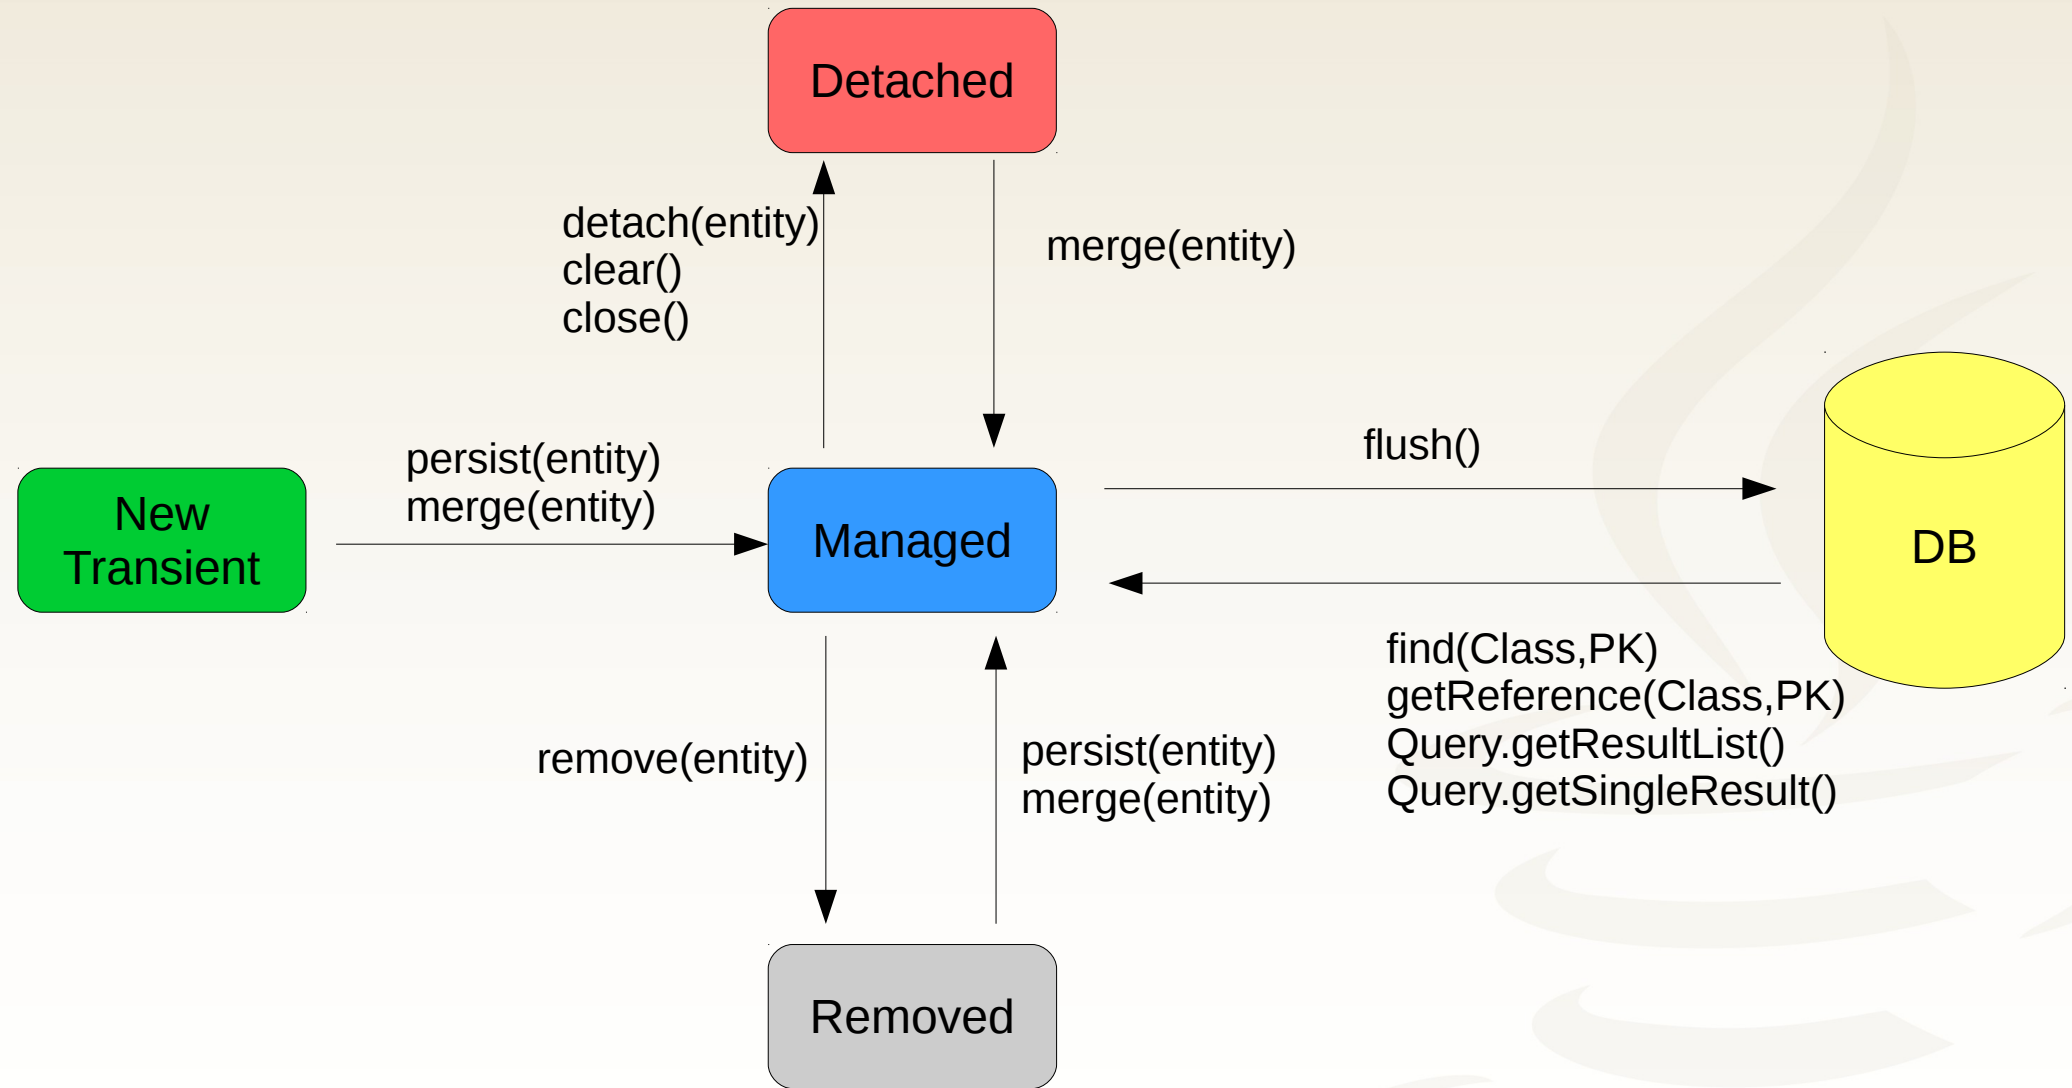 Detached
detach(entity)
clear()
close()
merge(entity)
persist(entity)
merge(entity)
flush()
New
Transient
Managed
DB
find(Class,PK)
getReference(Class,PK)
Query.getResultList()
Query.getSingleResult()
remove(entity)
persist(entity)
merge(entity)
Removed